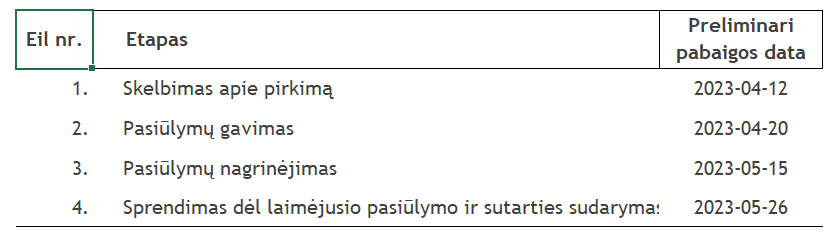 Eil nr. Etapas Preliminari
pabaigos data
1. Skelbimas apie pirkimą 2023-04-12
2. Pasiūlymų gavimas 2023-04-20
3. Pasiūlymų nagrinėjimas 2023-05-15
4. Sprendimas dėl laimėjusio pasiūlymo ir sutarties sudarymas 2023-05-26